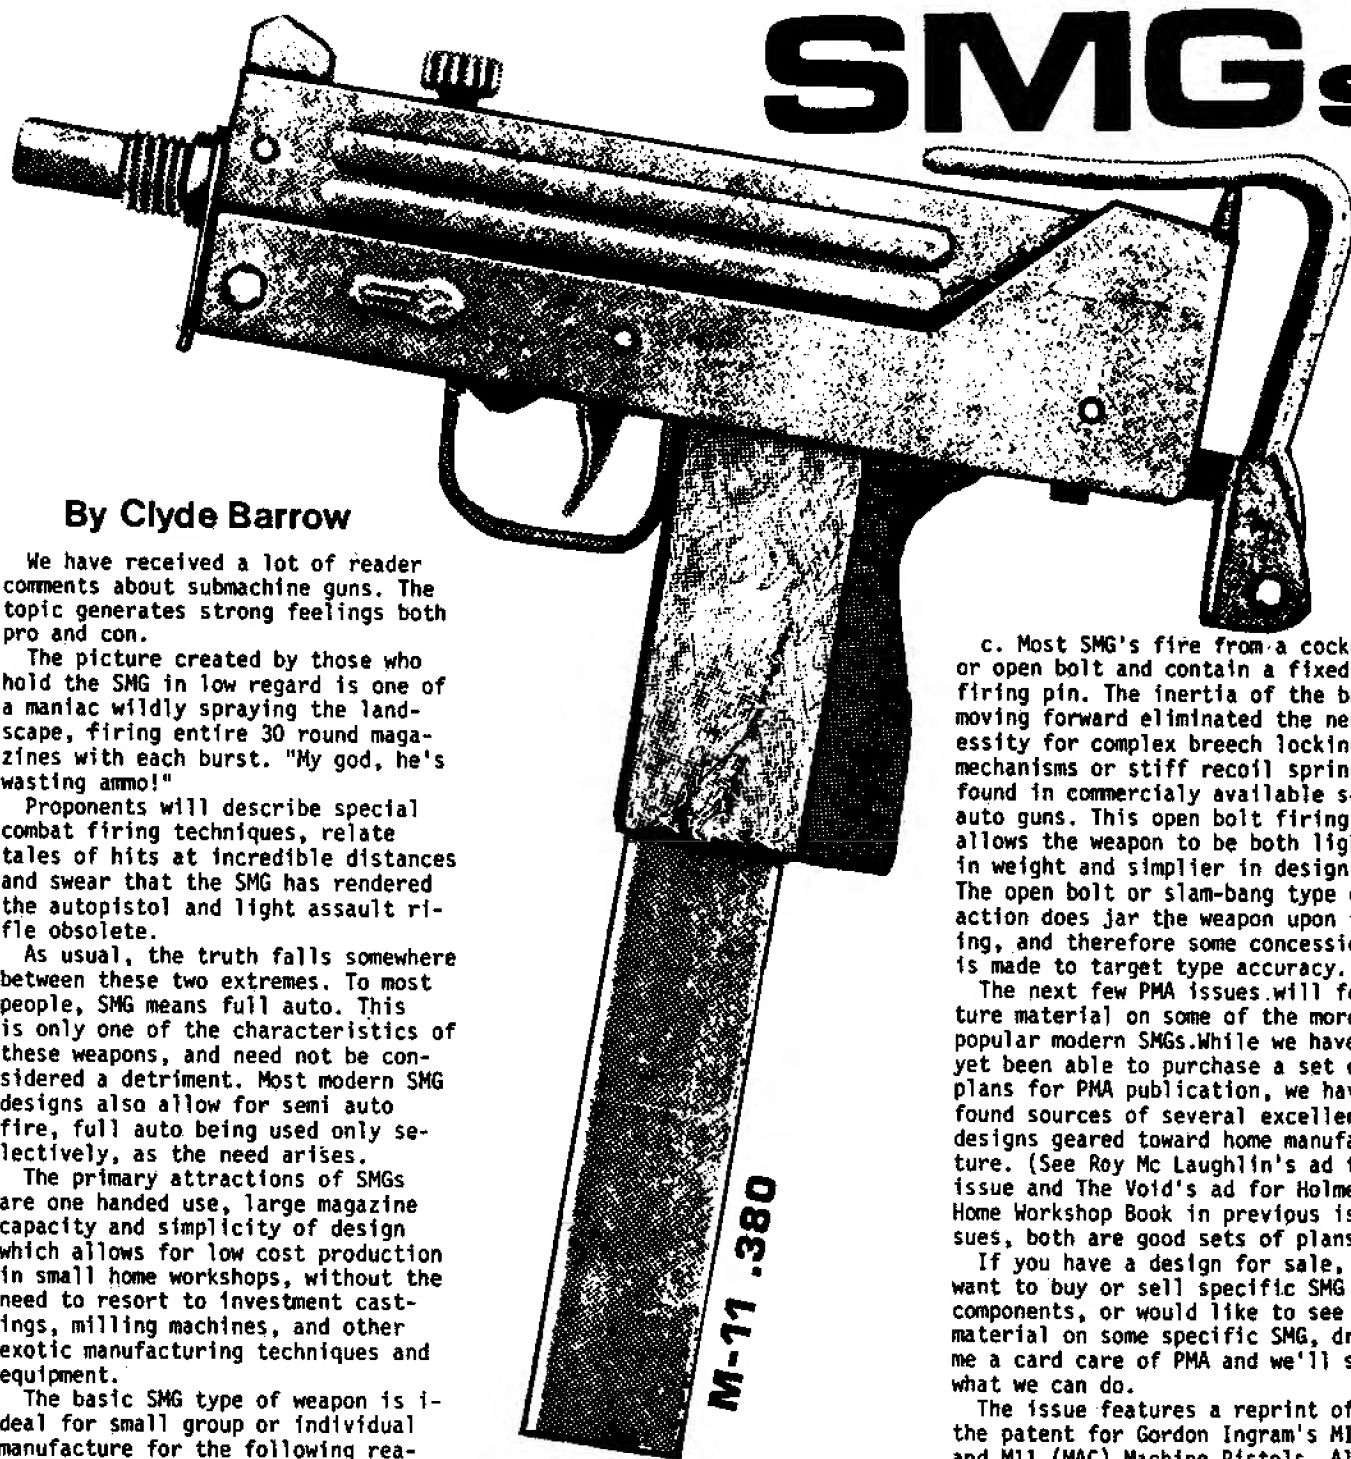 SMGs
By Clyde Barrow
We have received a lot of reader
comments about submachine guns. The
topic generates strong feelings both
pro and con.
The picture created by those who
hold the SMG in low regard is one of
a maniac wildly spraying the land-
scape, firing entire 30 round maga-
zines with each burst. "My god, he's
wasting ammo!"
Proponents will describe special
combat firing techniques, relate
tales of hits at incredible distances
and swear that the SMG has rendered
the autopistol and light assault ri-
fle obsolete.
As usual, the truth falls somewhere
between these two extremes. To most
people, SMG means full auto. This
is only one of the characteristics of
these weapons, and need not be con-
sidered a detriment. Most modern SMG
designs also allow for semi auto
fire, full auto being used only se-
lectively, as the need arises.
The primary attractions of SMGs
are one handed use, large magazine
capacity and simplicity of design
which allows for low cost production
in small home workshops, without the
need to resort to investment cast-
ings, milling machines, and other
exotic manufacturing techniques and
equipment.
The basic SMG type of weapon is i-
deal for small group or individual
manufacture for the following rea-
M-11 .380
c. Most SMG's fire from a cock
or open bolt and contain a fixed
firing pin. The inertia of the b
moving forward eliminated the ne
essity for complex breech lockin
mechanisms or stiff recoil sprin
found in commercialy available s
auto guns. This open bolt firing
allows the weapon to be both lig
in weight and simplier in design
The open bolt or slam-bang type
action does jar the weapon upon
ing, and therefore some concessi
is made to target type accuracy.
The next few PMA issues will fe
ture material on some of the more
popular modern SMGs.While we have
yet been able to purchase a set
plans for PMA publication, we hav
found sources of several excellen
designs geared toward home manufa
ture. (See Roy Mc Laughlin's ad
issue and The Void's ad for Holme
Home Workshop Book in previous is
sues, both are good sets of plans
If you have a design for sale,
want to buy or sell specific SMG
components, or would like to see
material on some specific SMG, dr
me a card care of PMA and we'll s
what we can do.
The issue features a reprint of
the patent for Gordon Ingram's M1
and M11 (MAC) Machine Pistols. Al